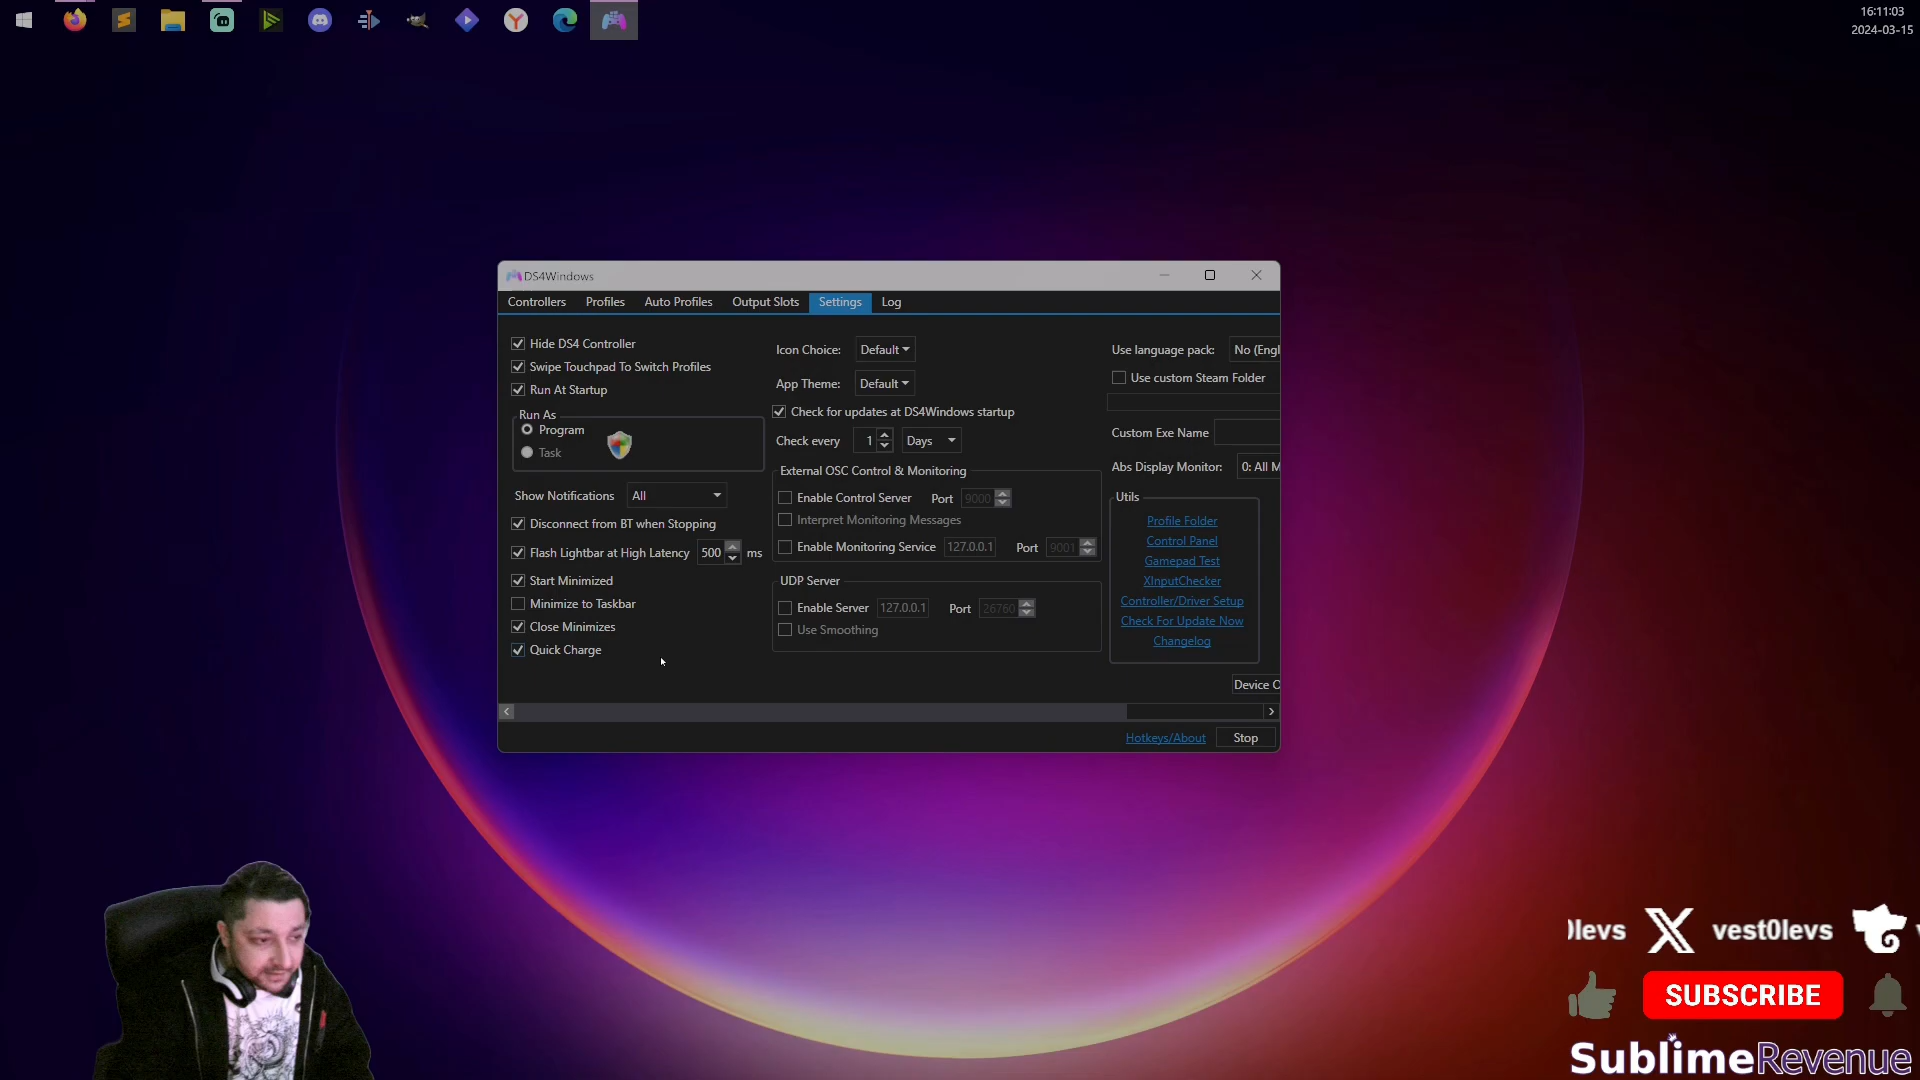 16:11:03
2024-03-15
DS4Windows
Controllers Profiles Auto Profiles Output Slots Settings Log
Hide DS4 Controller
Swipe Touchpad To Switch Profiles
Run At Startup
Run As
Program
Task
Show Notifications All
Disconnect from BT when Stopping
Flash Lightbar at High Latency 500 ms
Start Minimized
Minimize to Taskbar
Close Minimizes
Quick Charge
Icon Choice: Default
App Theme: Default
Check for updates at DS4Windows startup
Check every 1 Days
External OSC Control & Monitoring
Enable Control Server Port 9000
Interpret Monitoring Messages
Enable Monitoring Service 127.0.0.1 Port 9001
UDP Server
Enable Server 127.0.0.1 Port 26760
Use Smoothing
Use language pack: No (Engl
Use custom Steam Folder
Custom Exe Name
Abs Display Monitor: 0: All M
Utils
Profile Folder
Control Panel
Gamepad Test
XInputChecker
Controller/Driver Setup
Check For Update Now
Changelog
Device O
Hotkeys/About Stop
0levs X vest0levs
SUBSCRIBE
SublimeRevenue